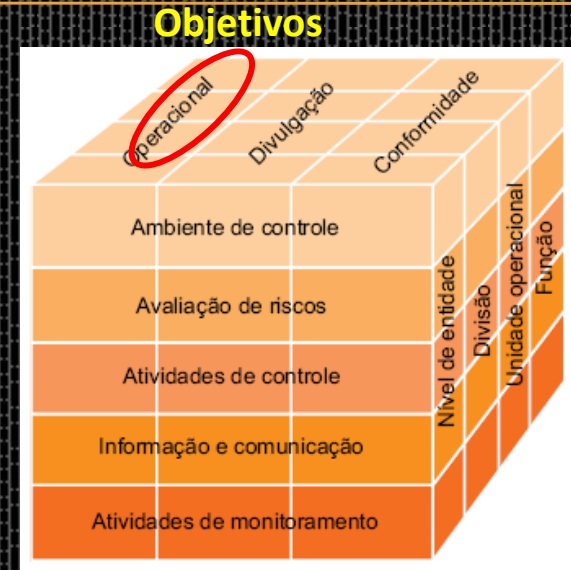 Objetivos
Operacional
Divulgação
Conformidade
Ambiente de controle
Avaliação de riscos
Atividades de controle
Informação e comunicação
Atividades de monitoramento
Nível de entidade
Divisão
Unidade operacional
Função